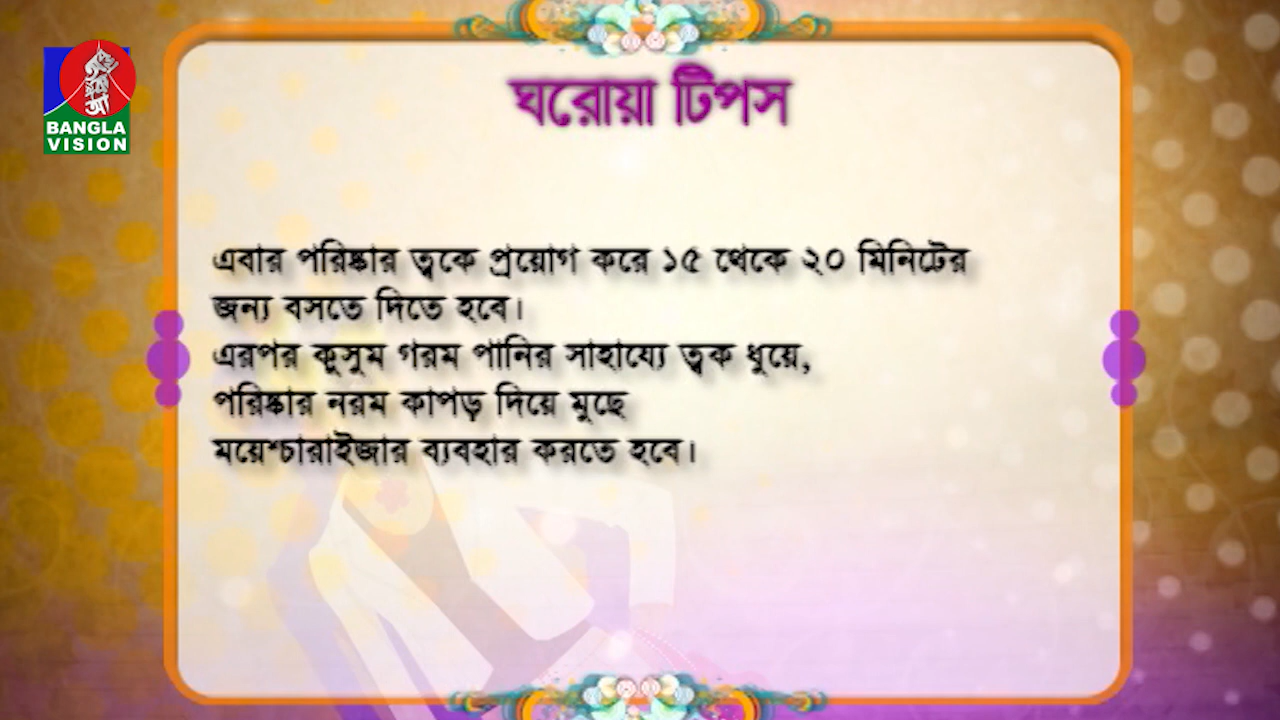 BANGLA
VISION
ঘরোয়া টিপস
এবার পরিষ্কার ত্বকে প্রয়োগ করে ১৫ থেকে ২০ মিনিটের
জন্য বসতে দিতে হবে।
এরপর কুসুম গরম পানির সাহায্যে ত্বক ধুয়ে,
পরিষ্কার নরম কাপড় দিয়ে মুছে
ময়েশ্চারাইজার ব্যবহার করতে হবে।